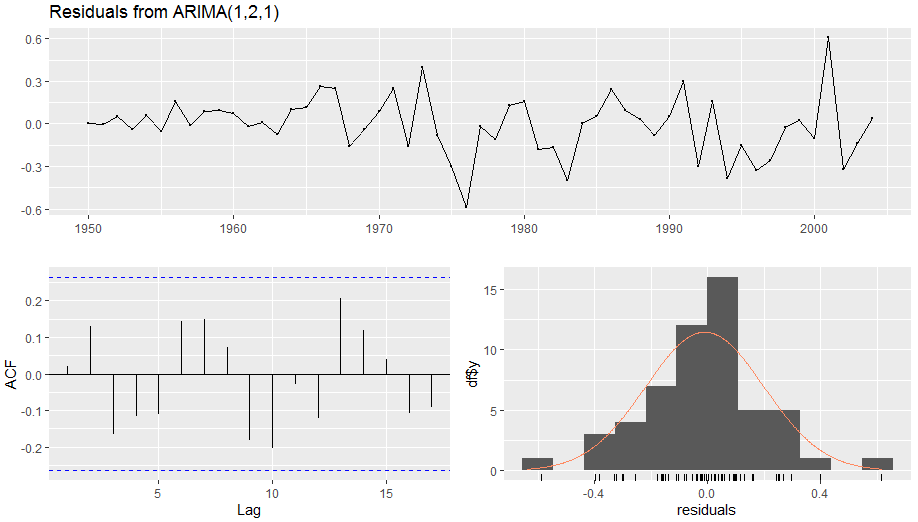 Residuals from ARIMA(1,2,1)
0.6
0.3
0.0
-0.3
-0.6
1950 1960 1970 1980 1990 2000
ACF
0.2
0.1
0.0
-0.1
-0.2
5 10 15
Lag
df$y
15
10
5
0
-0.4 0.0 0.4
residuals